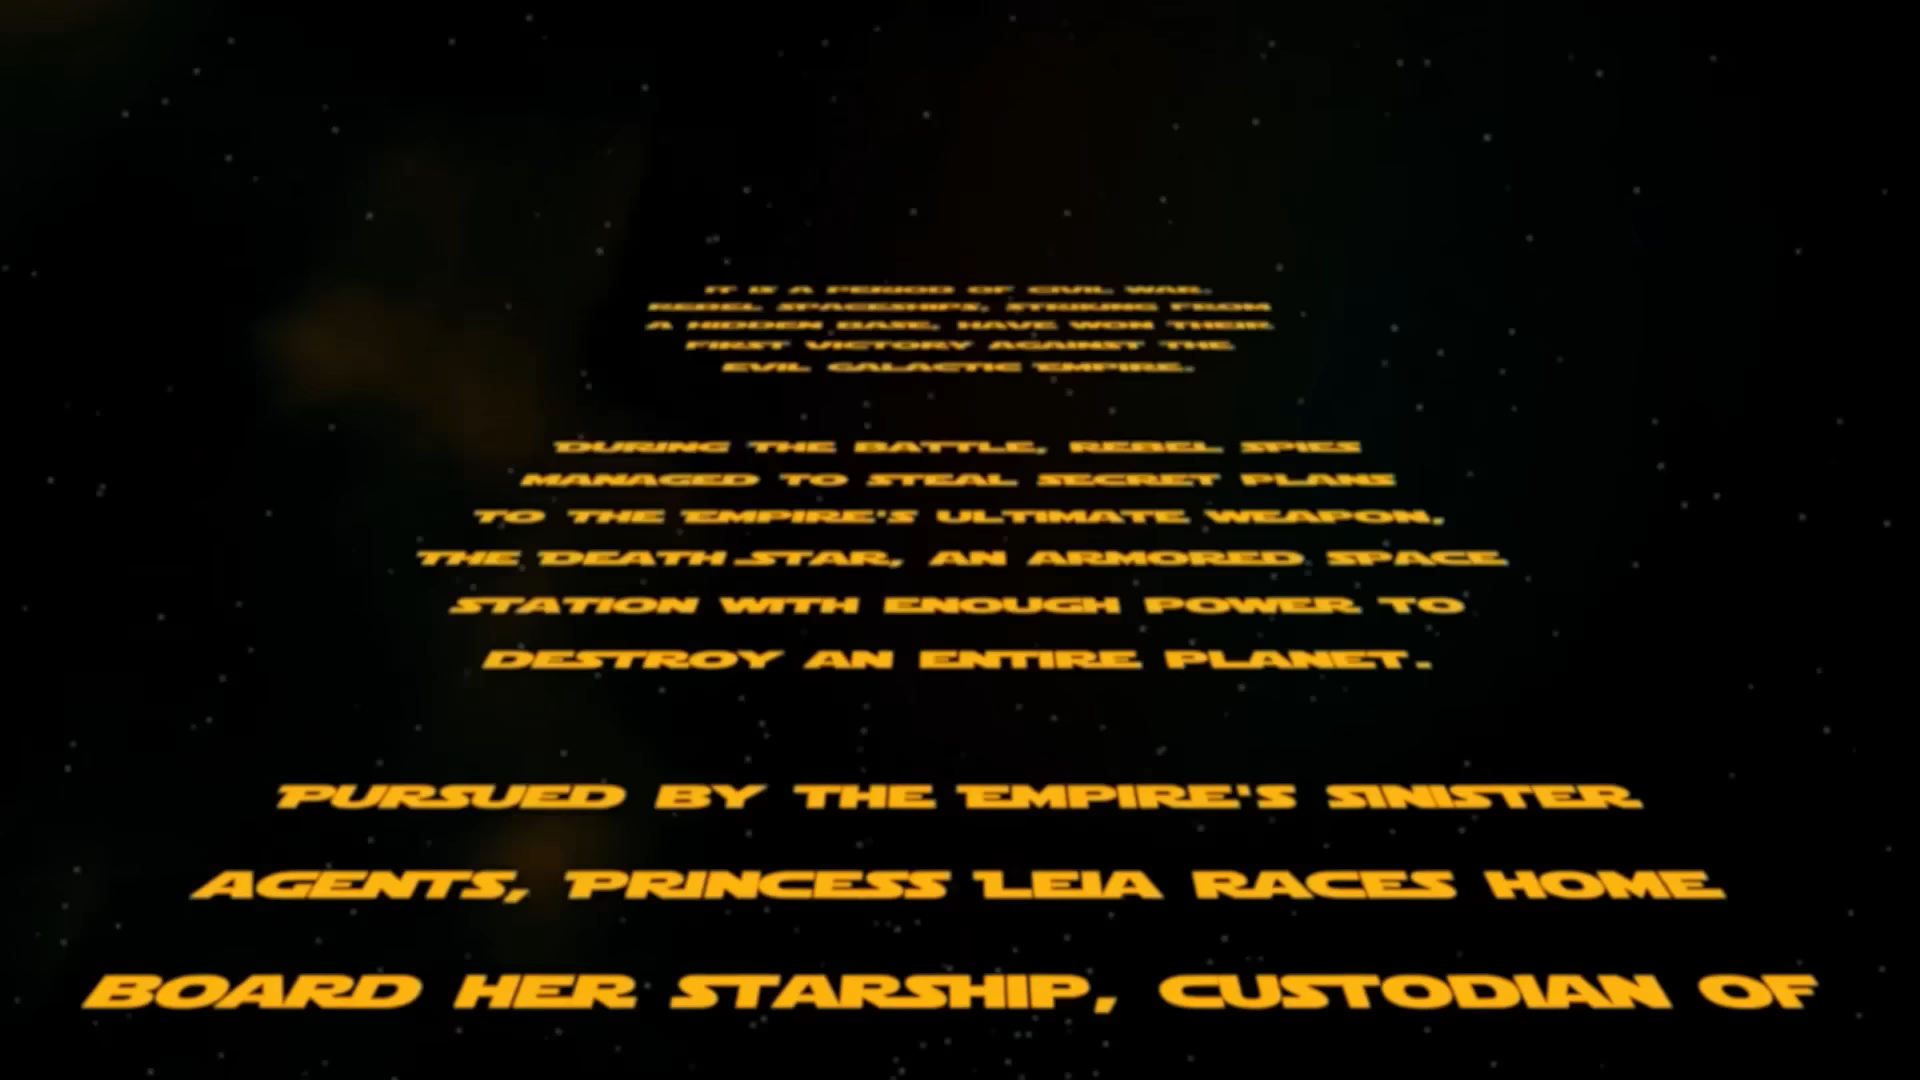 It is a period of civil war.
Rebel spaceships, striking from
a hidden base, have won their
first victory against the
evil Galactic Empire.
During the battle, Rebel spies
managed to steal secret plans
to the Empire's ultimate weapon,
the Death Star, an armored space
station with enough power to
destroy an entire planet.
Pursued by the Empire's sinister
agents, Princess Leia races home
board her starship, custodian of